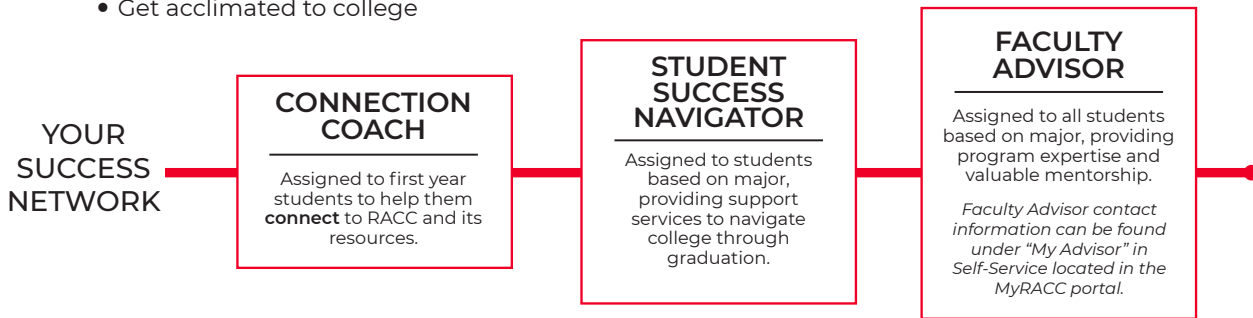 • Get acclimated to college
YOUR
SUCCESS
NETWORK
CONNECTION
COACH
Assigned to first year
students to help them
connect to RACC and its
resources.
STUDENT
SUCCESS
NAVIGATOR
Assigned to students
based on major,
providing support
services to navigate
college through
graduation.
FACULTY
ADVISOR
Assigned to all students
based on major, providing
program expertise and
valuable mentorship.
Faculty Advisor contact
information can be found
under “My Advisor” in
Self-Service located in the
MyRACC portal.